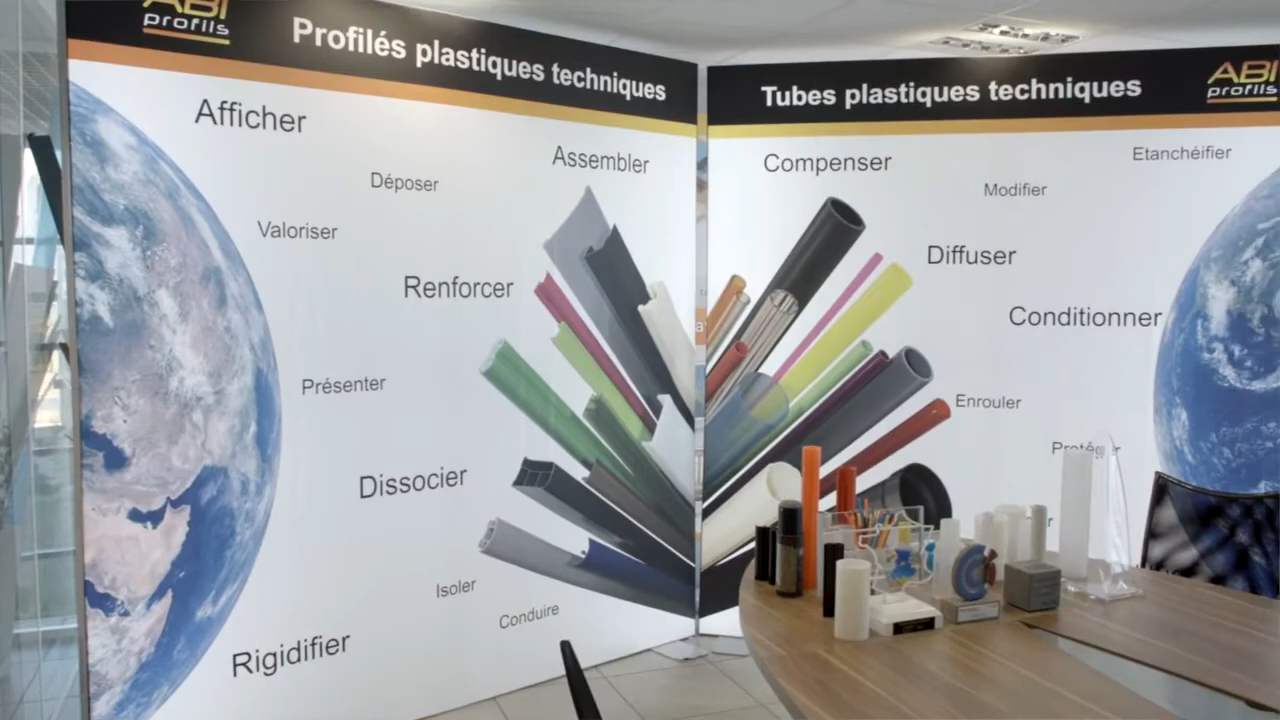 ABI
profils
Profilés plastiques techniques
Afficher
Assembler
Déposer
Valoriser
Renforcer
Présenter
Dissocier
Isoler
Conduire
Rigidifier
Tubes plastiques techniques
ABI
profils
Compenser
Etanchéifier
Modifier
Diffuser
Conditionner
Enrouler
Protéger